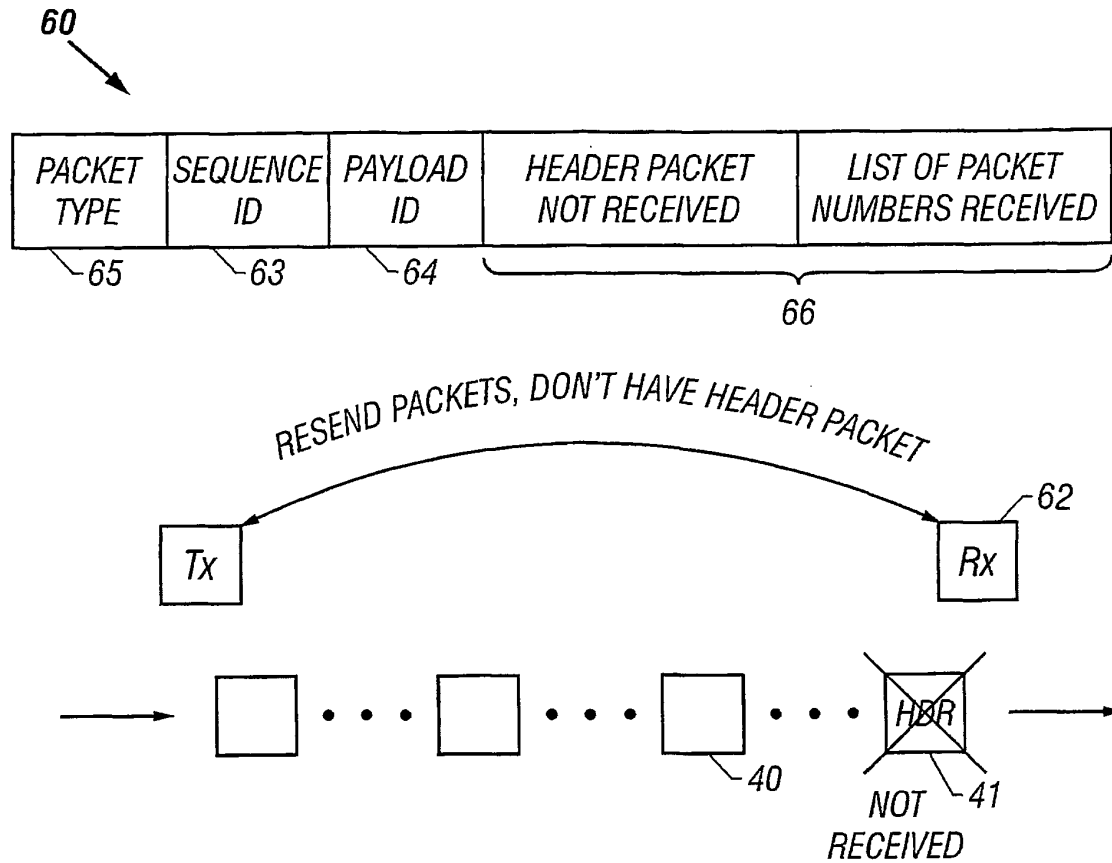 60
PACKET TYPE
SEQUENCE ID
PAYLOAD ID
HEADER PACKET NOT RECEIVED
LIST OF PACKET NUMBERS RECEIVED
65
63
64
66
RESEND PACKETS, DON'T HAVE HEADER PACKET
Tx
Rx
62
HDR
40
41
NOT
RECEIVED